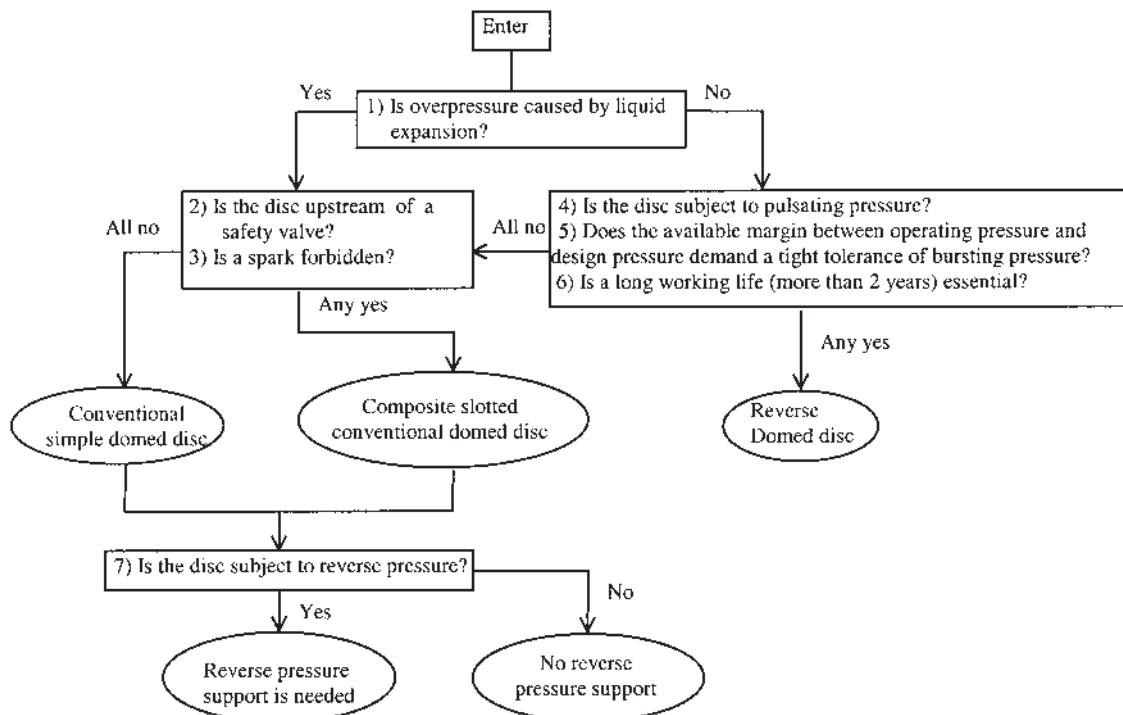 Enter
Yes
No
1) Is overpressure caused by liquid
expansion?
All no
2) Is the disc upstream of a
safety valve?
3) Is a spark forbidden?
All no
4) Is the disc subject to pulsating pressure?
5) Does the available margin between operating pressure and
design pressure demand a tight tolerance of bursting pressure?
6) Is a long working life (more than 2 years) essential?
Any yes
Any yes
Conventional
simple domed disc
Composite slotted
conventional domed disc
Reverse
Domed disc
7) Is the disc subject to reverse pressure?
Yes
No
Reverse pressure
support is needed
No reverse
pressure support